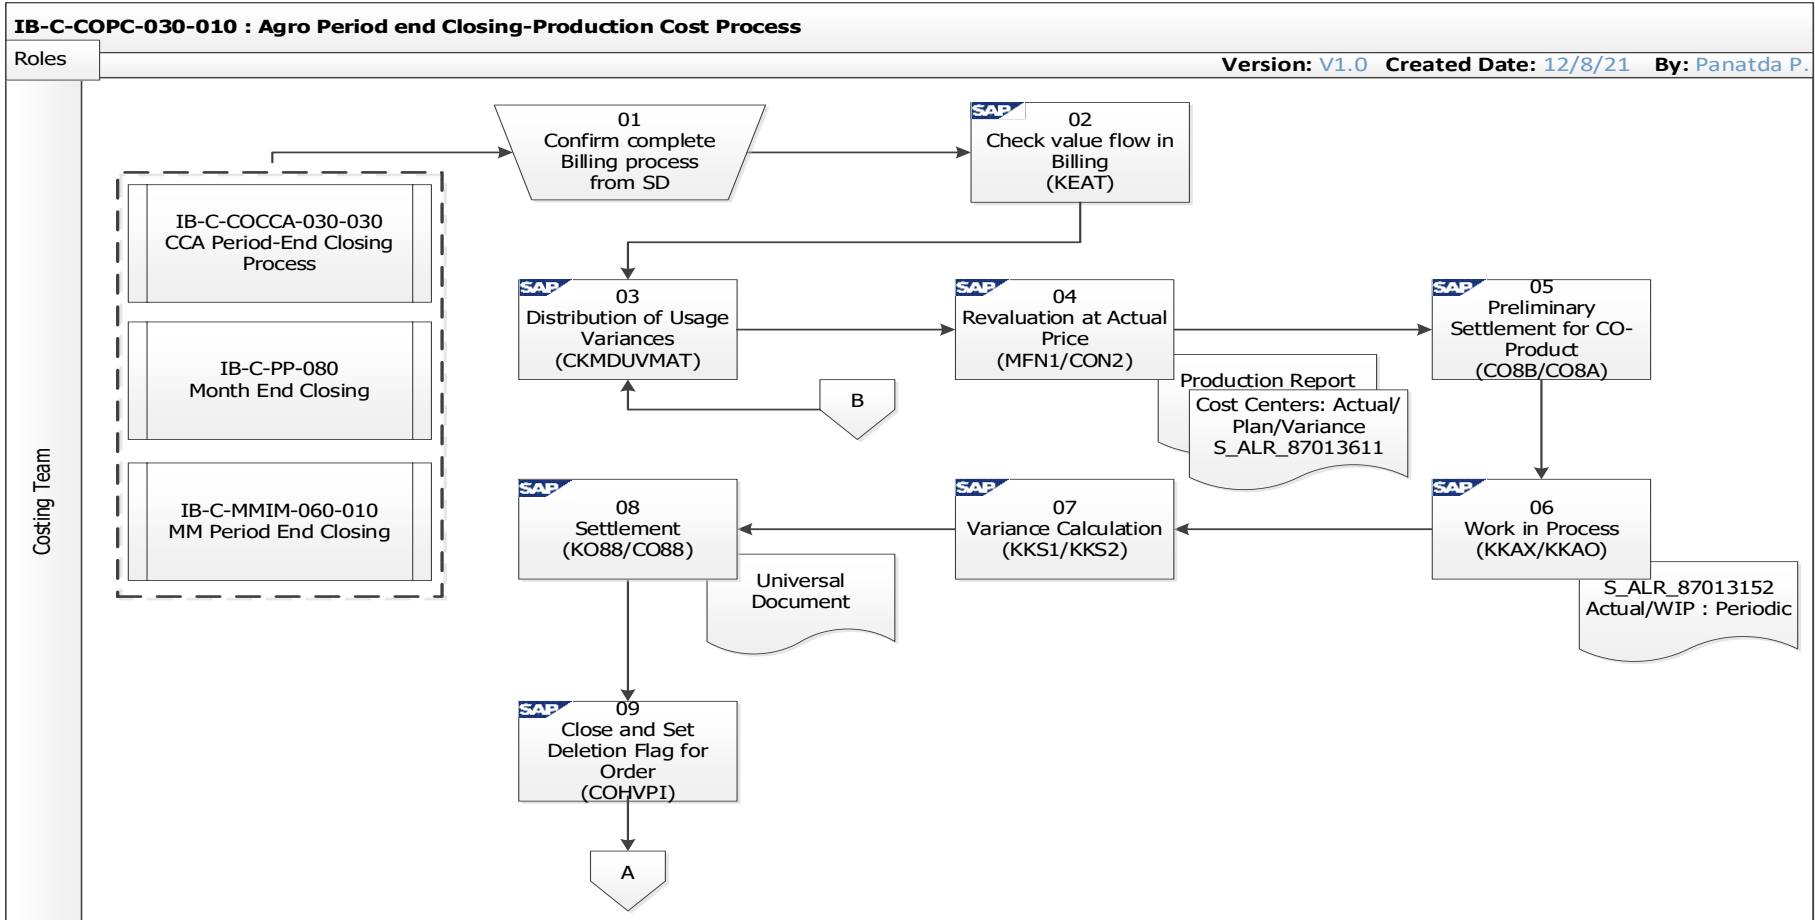 IB-C-COPC-030-010 : Agro Period end Closing-Production Cost Process
Roles
Version: V1.0 Created Date: 12/8/21 By: Panatda P.
Costing Team
IB-C-COCCA-030-030
CCA Period-End Closing
Process
IB-C-PP-080
Month End Closing
IB-C-MMIM-060-010
MM Period End Closing
01
Confirm complete
Billing process
from SD
SAP
02
Check value flow in
Billing
(KEAT)
SAP
03
Distribution of Usage
Variances
(CKMDUVMAT)
B
SAP
04
Revaluation at Actual
Price
(MFN1/CON2)
Production Report
Cost Centers: Actual/
Plan/Variance
S_ALR_87013611
SAP
05
Preliminary
Settlement for CO-
Product
(CO8B/CO8A)
SAP
06
Work in Process
(KKAX/KKAO)
S_ALR_87013152
Actual/WIP : Periodic
SAP
07
Variance Calculation
(KKS1/KKS2)
SAP
08
Settlement
(KO88/CO88)
Universal
Document
SAP
09
Close and Set
Deletion Flag for
Order
(COHVPI)
A